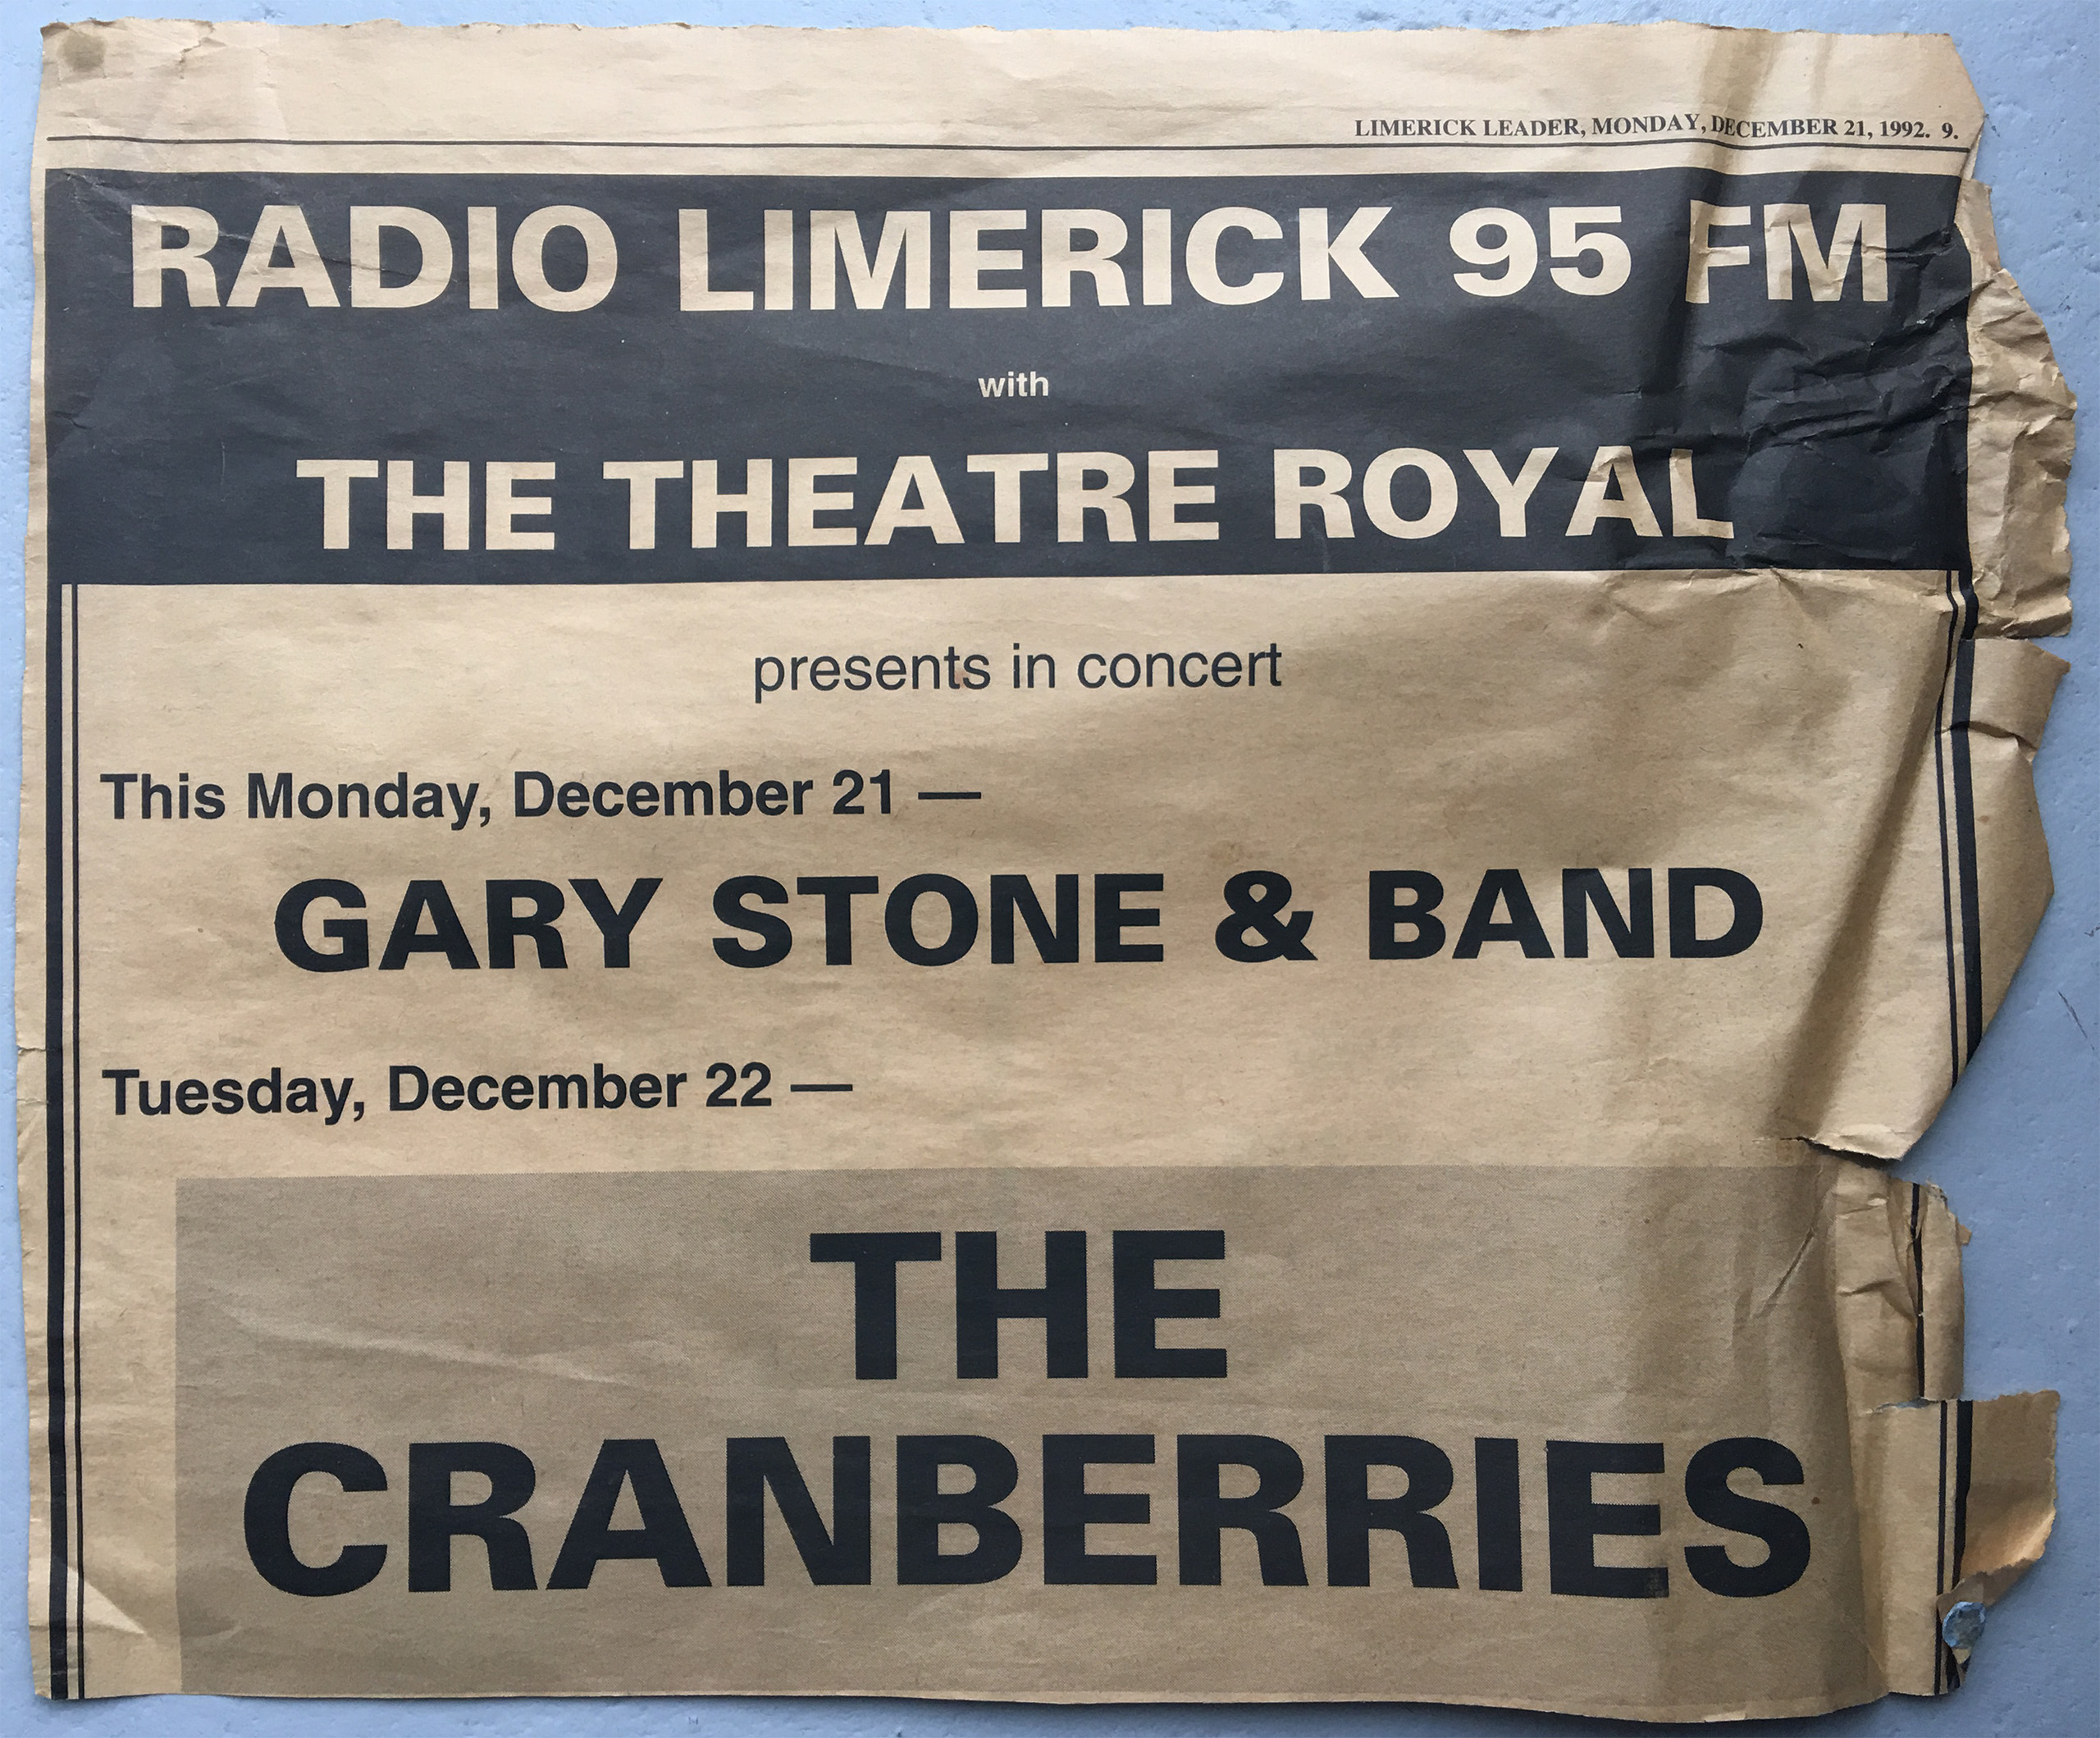 LIMERICK LEADER, MONDAY, DECEMBER 21, 1992. 9.
RADIO LIMERICK 95 FM
with
THE THEATRE ROYAL
presents in concert
This Monday, December 21 —
GARY STONE & BAND
Tuesday, December 22 —
THE
CRANBERRIES